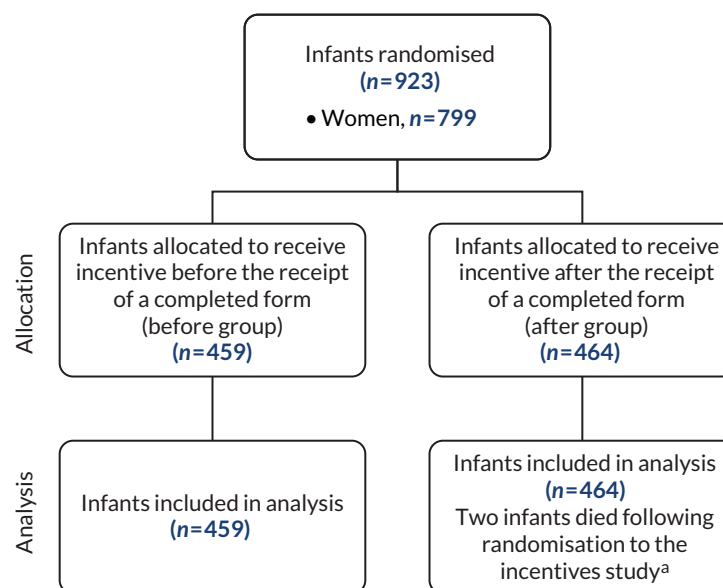 Infants randomised
(n=923)
• Women, n=799
Allocation
Infants allocated to receive
incentive before the receipt
of a completed form
(before group)
(n=459)
Infants allocated to receive
incentive after the receipt
of a completed form
(after group)
(n=464)
Analysis
Infants included in analysis
(n=459)
Infants included in analysis
(n=464)
Two infants died following
randomisation to the
incentives studyᵃ